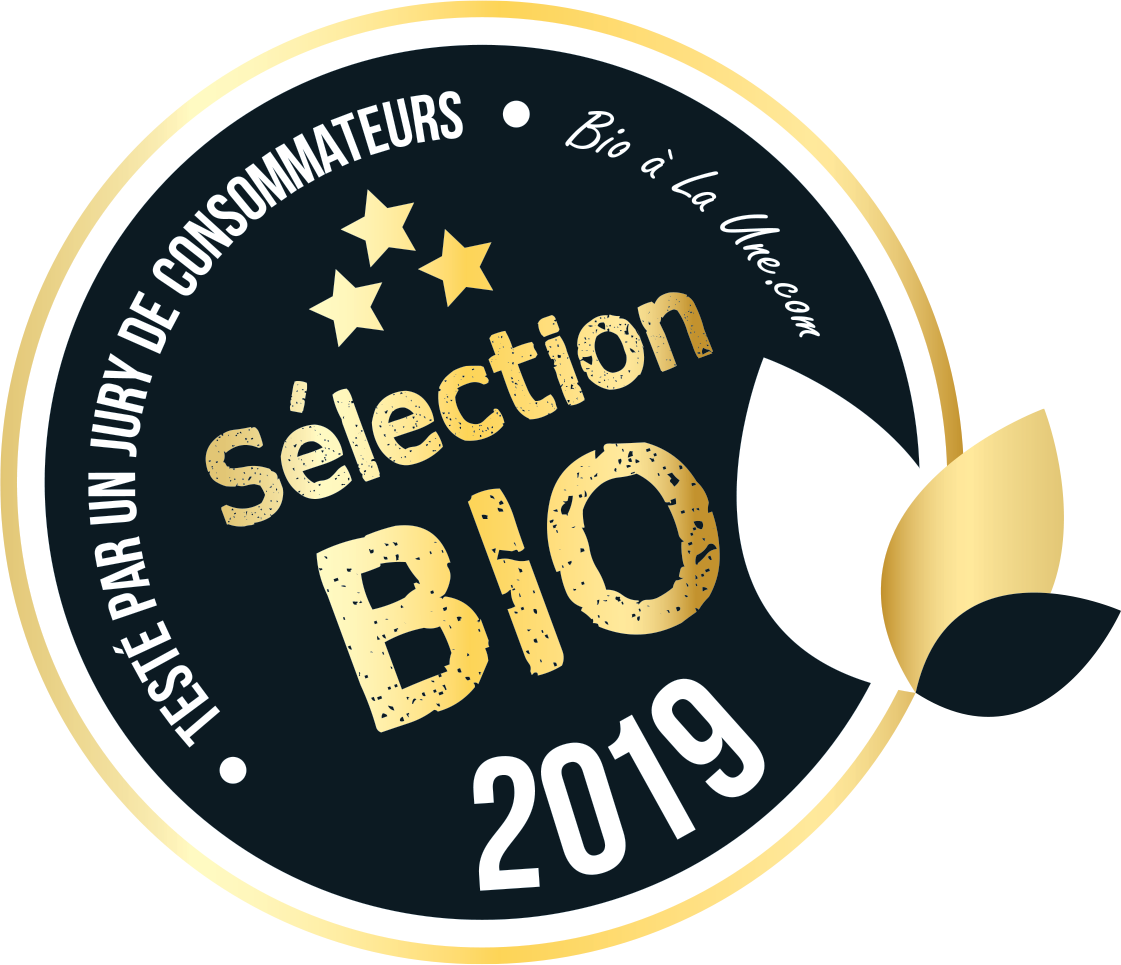 TESTÉ PAR UN JURY DE CONSOMMATEURS
Bio à La Une.com
Sélection
BIO
2019